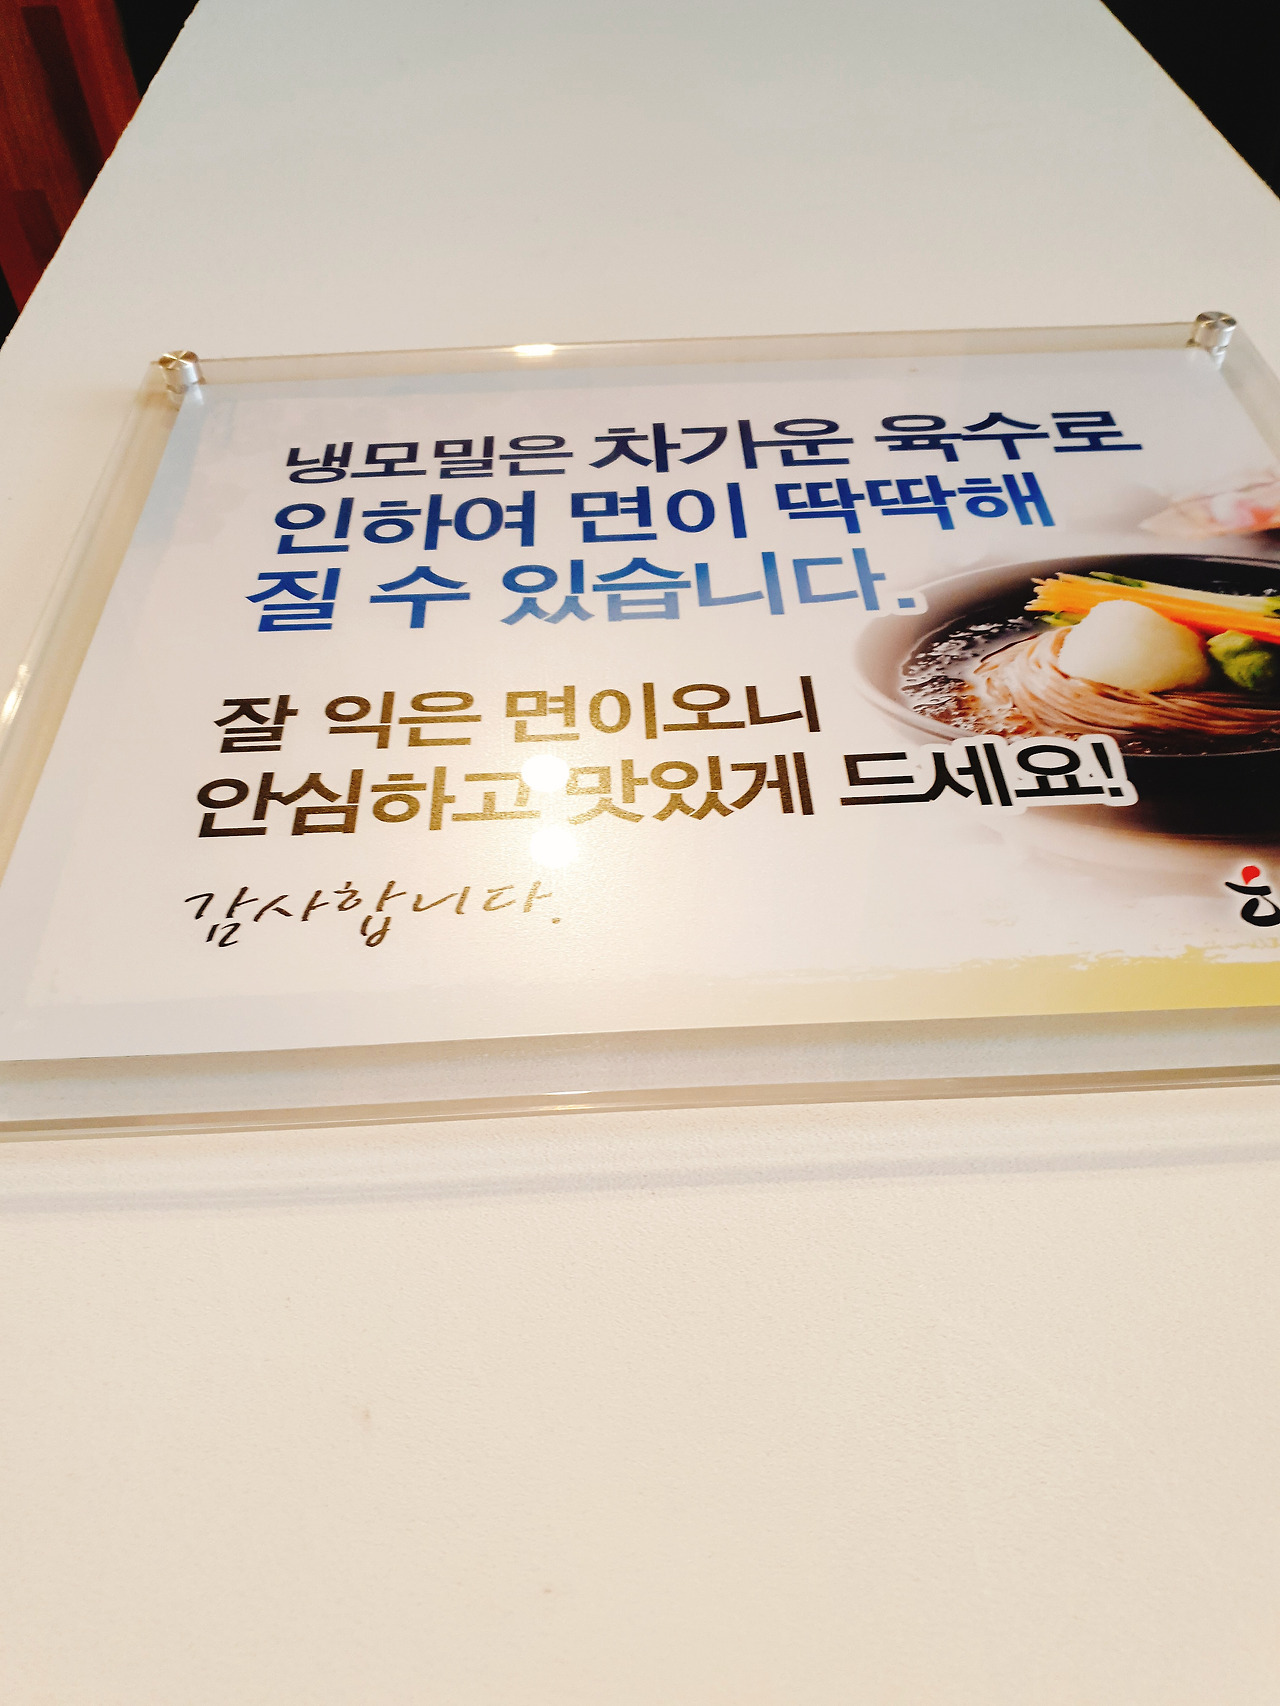 냉모밀은 차가운 육수로
인하여 면이 딱딱해
질 수 있습니다.
잘 익은 면이오니
안심하고 맛있게 드세요!
감사합니다.